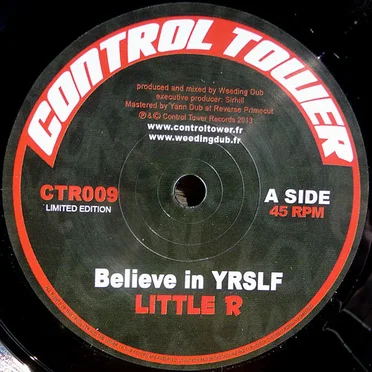 CONTROL TOWER
produced and mixed by Weeding Dub
executive producer: Sirhill
Mastered by Yann Dub at Reverse Primecut
℗ & © Control Tower Records 2013
www.controltower.fr
www.weedingdub.fr
CTR009
LIMITED EDITION
A SIDE
45 RPM
Believe in YRSLF
LITTLE R